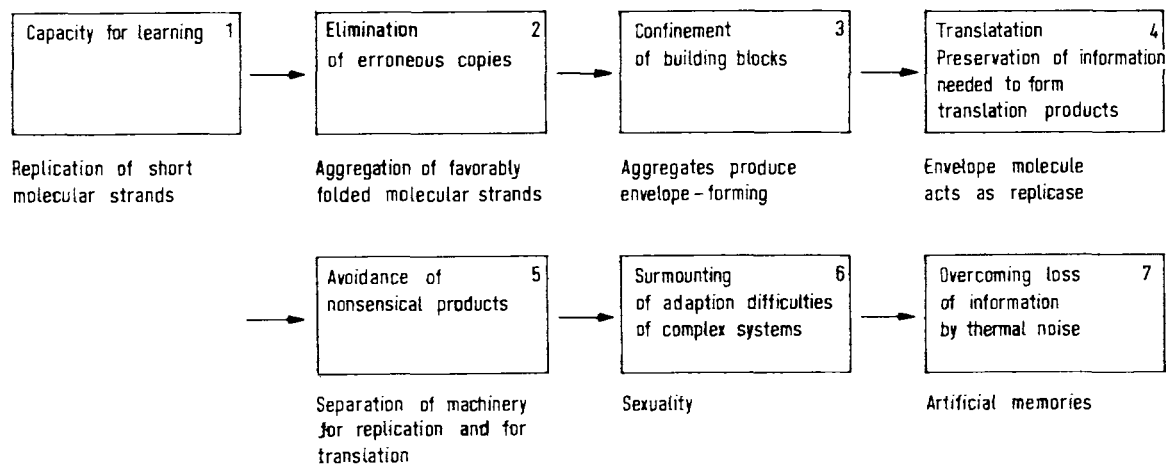 Capacity for learning 1
Replication of short
molecular strands
Elimination 2
of erroneous copies
Aggregation of favorably
folded molecular strands
Confinement 3
of building blocks
Aggregates produce
envelope-forming
Translatation 4
Preservation of information
needed to form
translation products
Envelope molecule
acts as replicase
Avoidance of 5
nonsensical products
Separation of machinery
for replication and for
translation
Surmounting 6
of adaption difficulties
of complex systems
Sexuality
Overcoming loss 7
of information
by thermal noise
Artificial memories